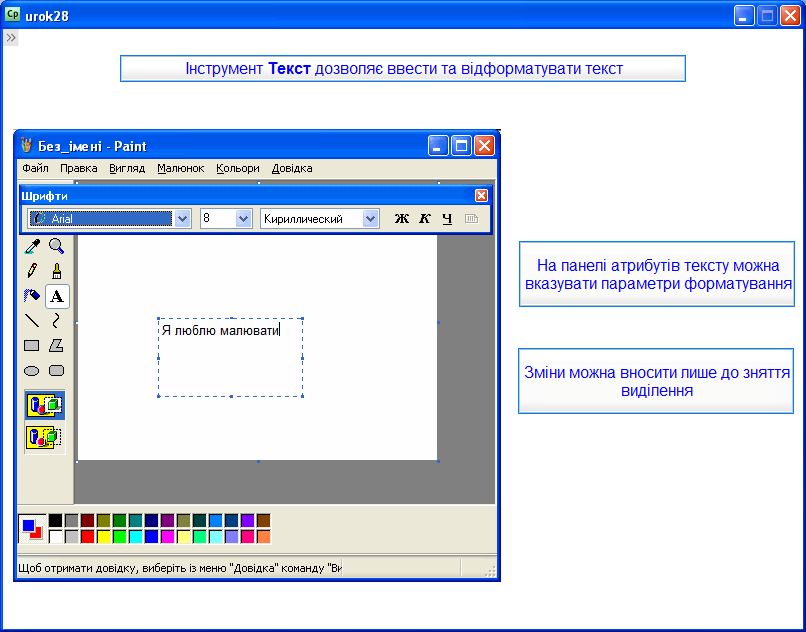 urok28
Інструмент Текст дозволяє ввести та відформатувати текст
Без_імені - Paint
Файл Правка Вигляд Малюнок Кольори Довідка
Шрифти
Arial 8 Кириллический Ж К Ч
A
Я люблю малювати
На панелі атрибутів тексту можна
вказувати параметри форматування
Зміни можна вносити лише до зняття
виділення
Щоб отримати довідку, виберіть із меню "Довідка" команду "Ви